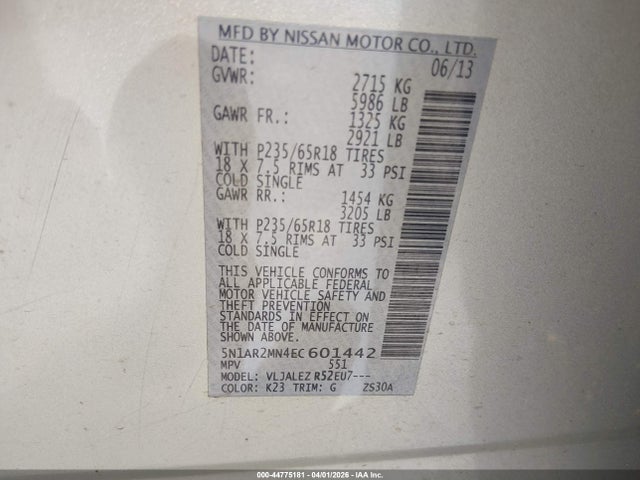 MFD BY NISSAN MOTOR CO., LTD.
DATE: 06/13
GVWR: 2715 KG
5986 LB
GAWR FR.: 1325 KG
2921 LB
WITH P235/65R18 TIRES
18 X 7.5 RIMS AT 33 PSI
COLD SINGLE
GAWR RR.: 1454 KG
3205 LB
WITH P235/65R18 TIRES
18 X 7.5 RIMS AT 33 PSI
COLD SINGLE
THIS VEHICLE CONFORMS TO
ALL APPLICABLE FEDERAL
MOTOR VEHICLE SAFETY AND
THEFT PREVENTION
STANDARDS IN EFFECT ON
THE DATE OF MANUFACTURE
SHOWN ABOVE.
5N1AR2MN4EC601442
MPV 551
MODEL: VLJALEZ R52EU7---
COLOR: K23 TRIM: G ZS30A
000-44775181 - 04/01/2026 - IAA Inc.